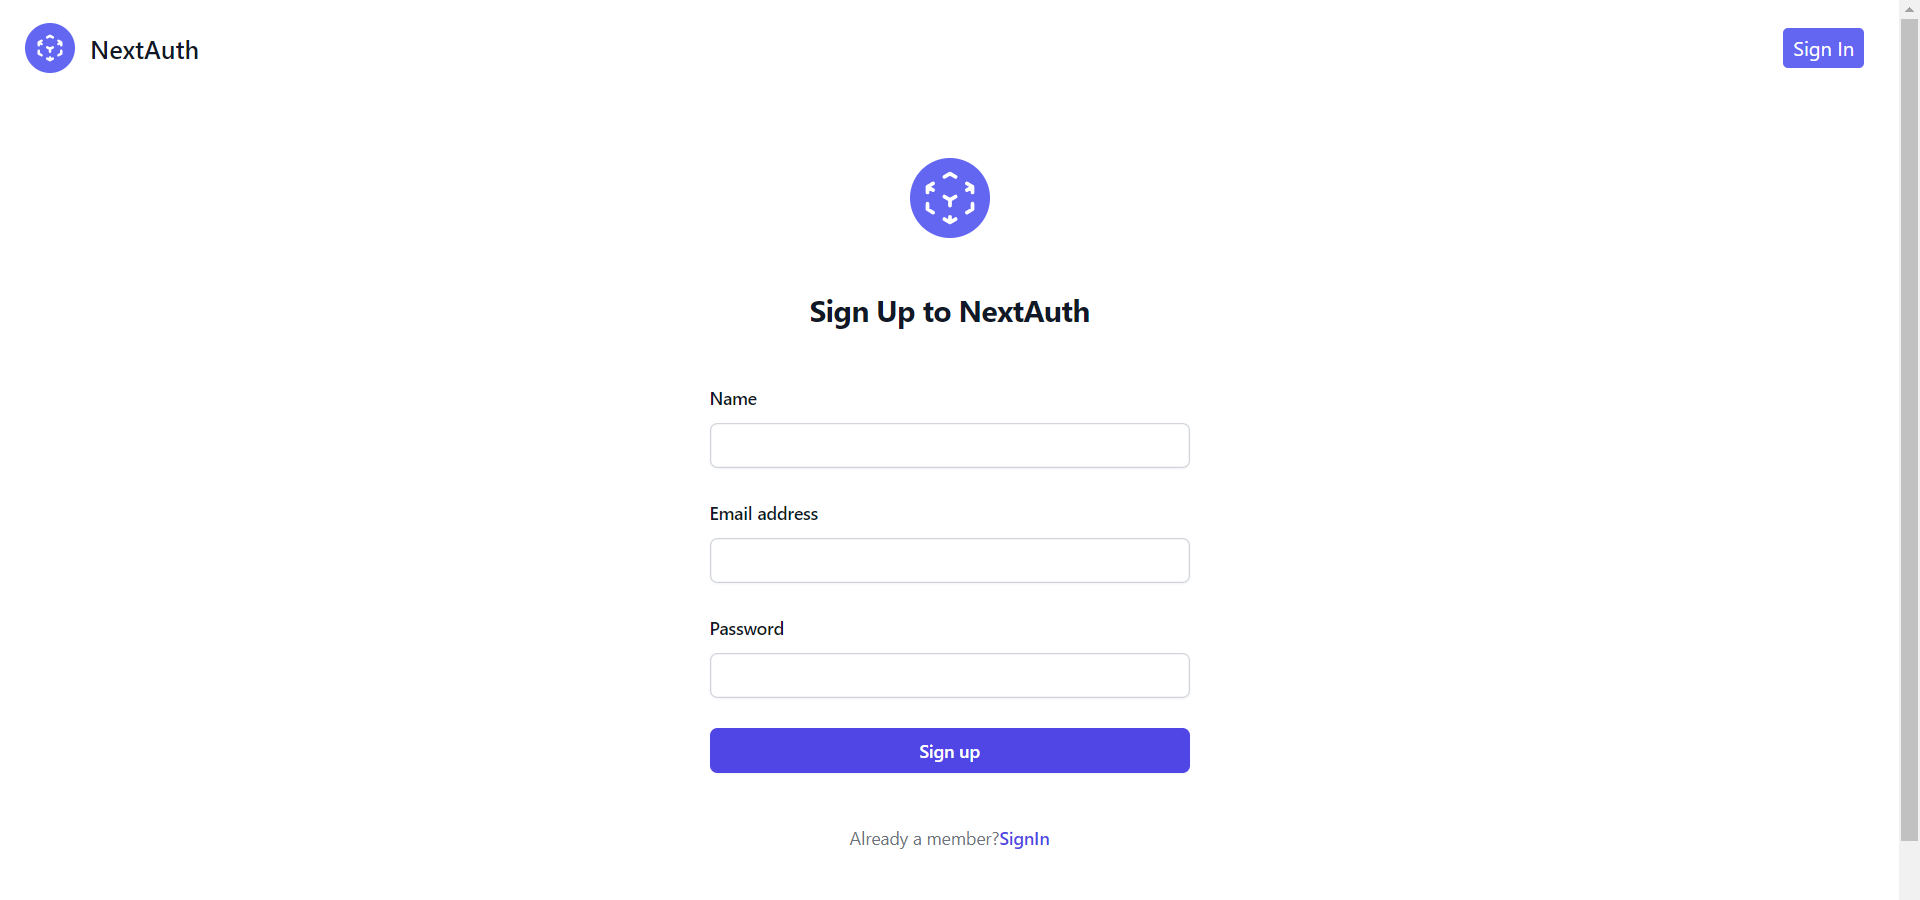 NextAuth
Sign In
Sign Up to NextAuth
Name
Email address
Password
Sign up
Already a member?SignIn